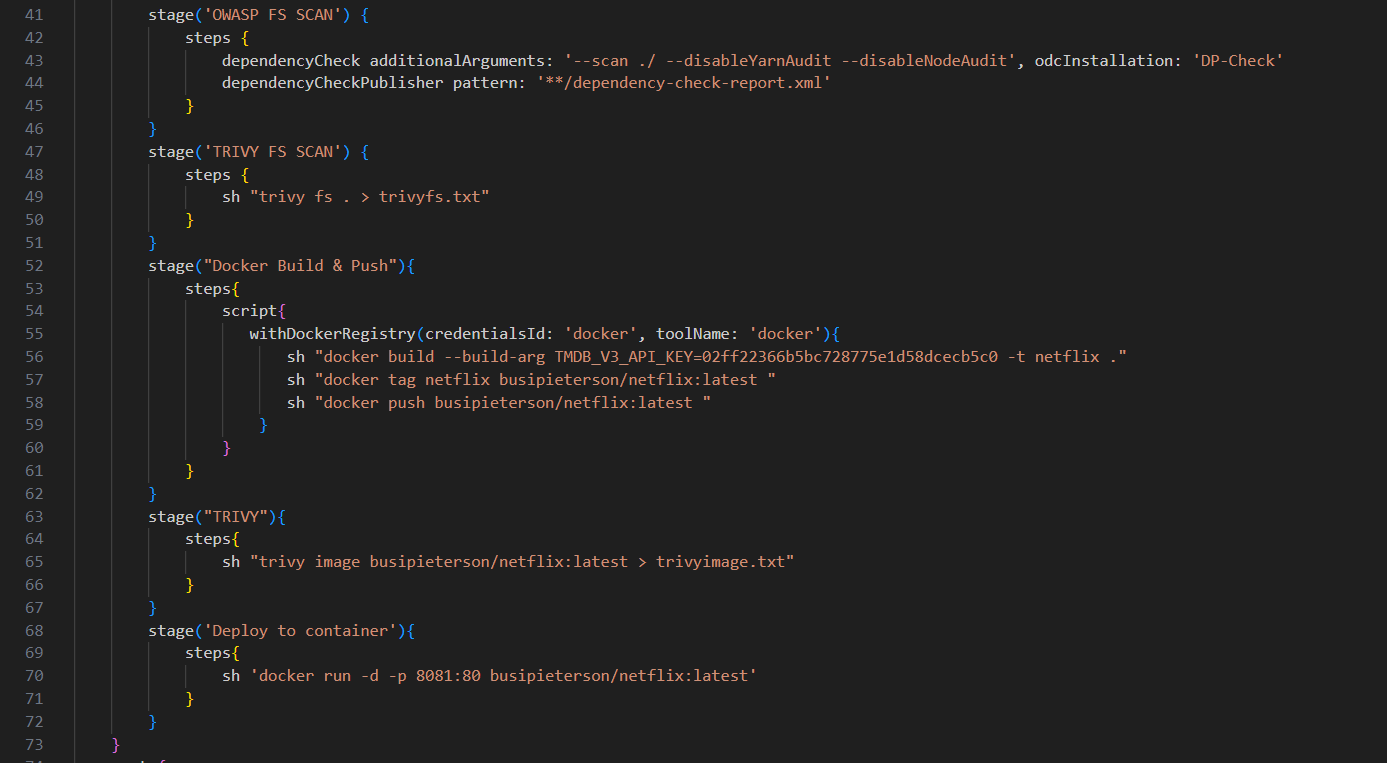 41 stage('OWASP FS SCAN') {
42 steps {
43 dependencyCheck additionalArguments: '--scan ./ --disableYarnAudit --disableNodeAudit', odcInstallation: 'DP-Check'
44 dependencyCheckPublisher pattern: '**/dependency-check-report.xml'
45 }
46 }
47 stage('TRIVY FS SCAN') {
48 steps {
49 sh "trivy fs . > trivyfs.txt"
50 }
51 }
52 stage("Docker Build & Push"){
53 steps{
54 script{
55 withDockerRegistry(credentialsId: 'docker', toolName: 'docker'){
56 sh "docker build --build-arg TMDB_V3_API_KEY=02ff22366b5bc728775e1d58dcecb5c0 -t netflix ."
57 sh "docker tag netflix busipieterson/netflix:latest "
58 sh "docker push busipieterson/netflix:latest "
59 }
60 }
61 }
62 }
63 stage("TRIVY"){
64 steps{
65 sh "trivy image busipieterson/netflix:latest > trivyimage.txt"
66 }
67 }
68 stage('Deploy to container'){
69 steps{
70 sh 'docker run -d -p 8081:80 busipieterson/netflix:latest'
71 }
72 }
73 }